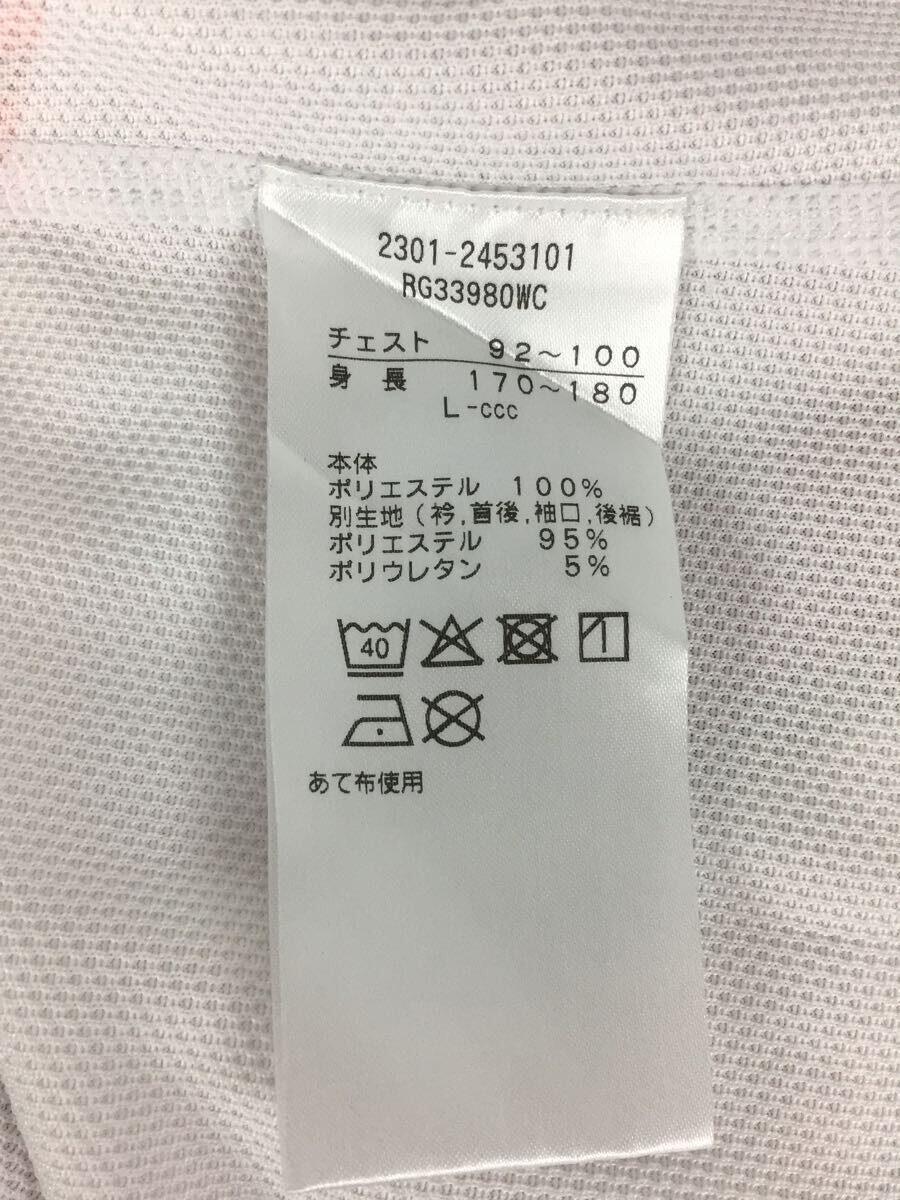 2301-2453101
RG33980WC
チェスト 92～100
身 長 170～180
L-ccc
本体
ポリエステル 100%
別生地(衿,首後,袖口,後裾)
ポリエステル 95%
ポリウレタン 5%
40
あて布使用